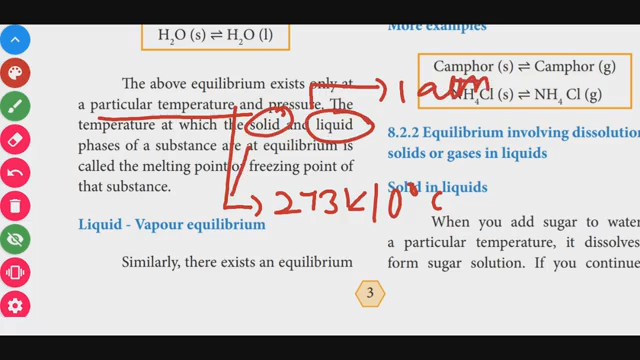 H₂O (s) ⇌ H₂O (l)
The above equilibrium exists only at
a particular temperature and pressure. The
temperature at which the solid and liquid
phases of a substance are at equilibrium is
called the melting point or freezing point of
that substance.
→ 273 K / 0°C
Liquid - Vapour equilibrium
Similarly, there exists an equilibrium
More examples
→ 1 atm
Camphor (s) ⇌ Camphor (g)
NH₄Cl (s) ⇌ NH₄ Cl (g)
8.2.2 Equilibrium involving dissolution
solids or gases in liquids
Solid in liquids
When you add sugar to water
a particular temperature, it dissolves
form sugar solution. If you continue
3